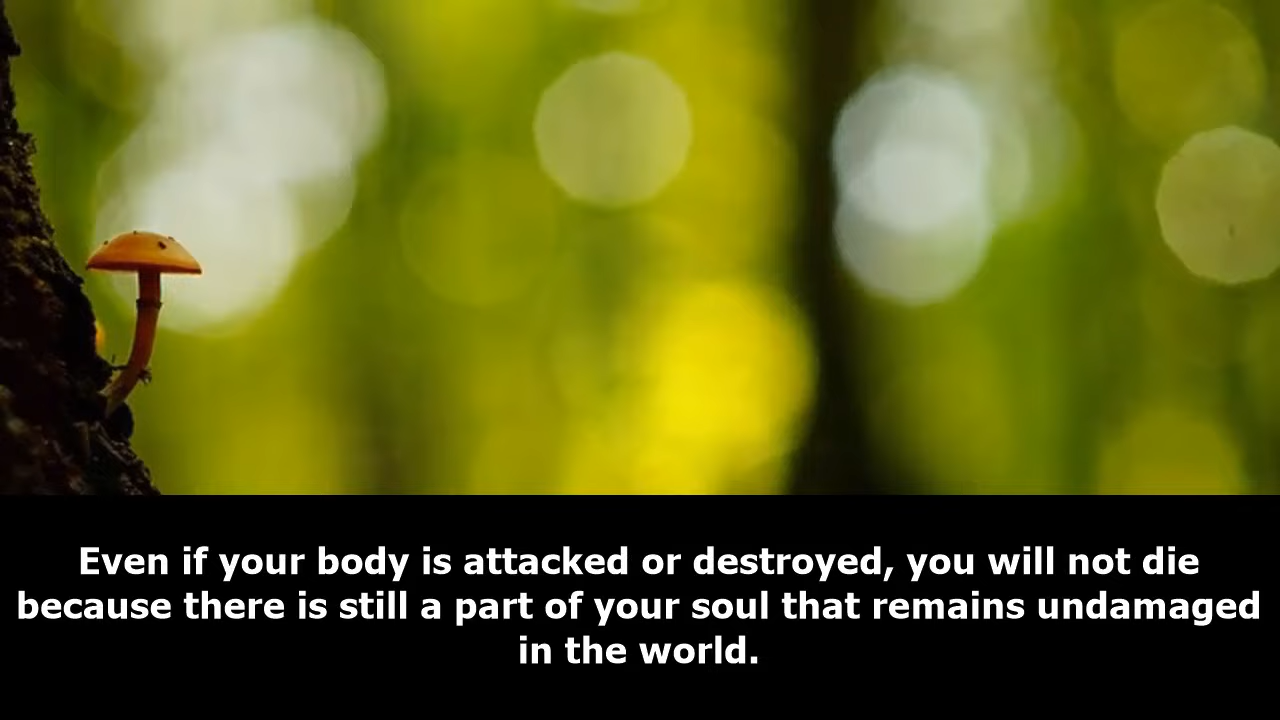 Even if your body is attacked or destroyed, you will not die
because there is still a part of your soul that remains undamaged
in the world.